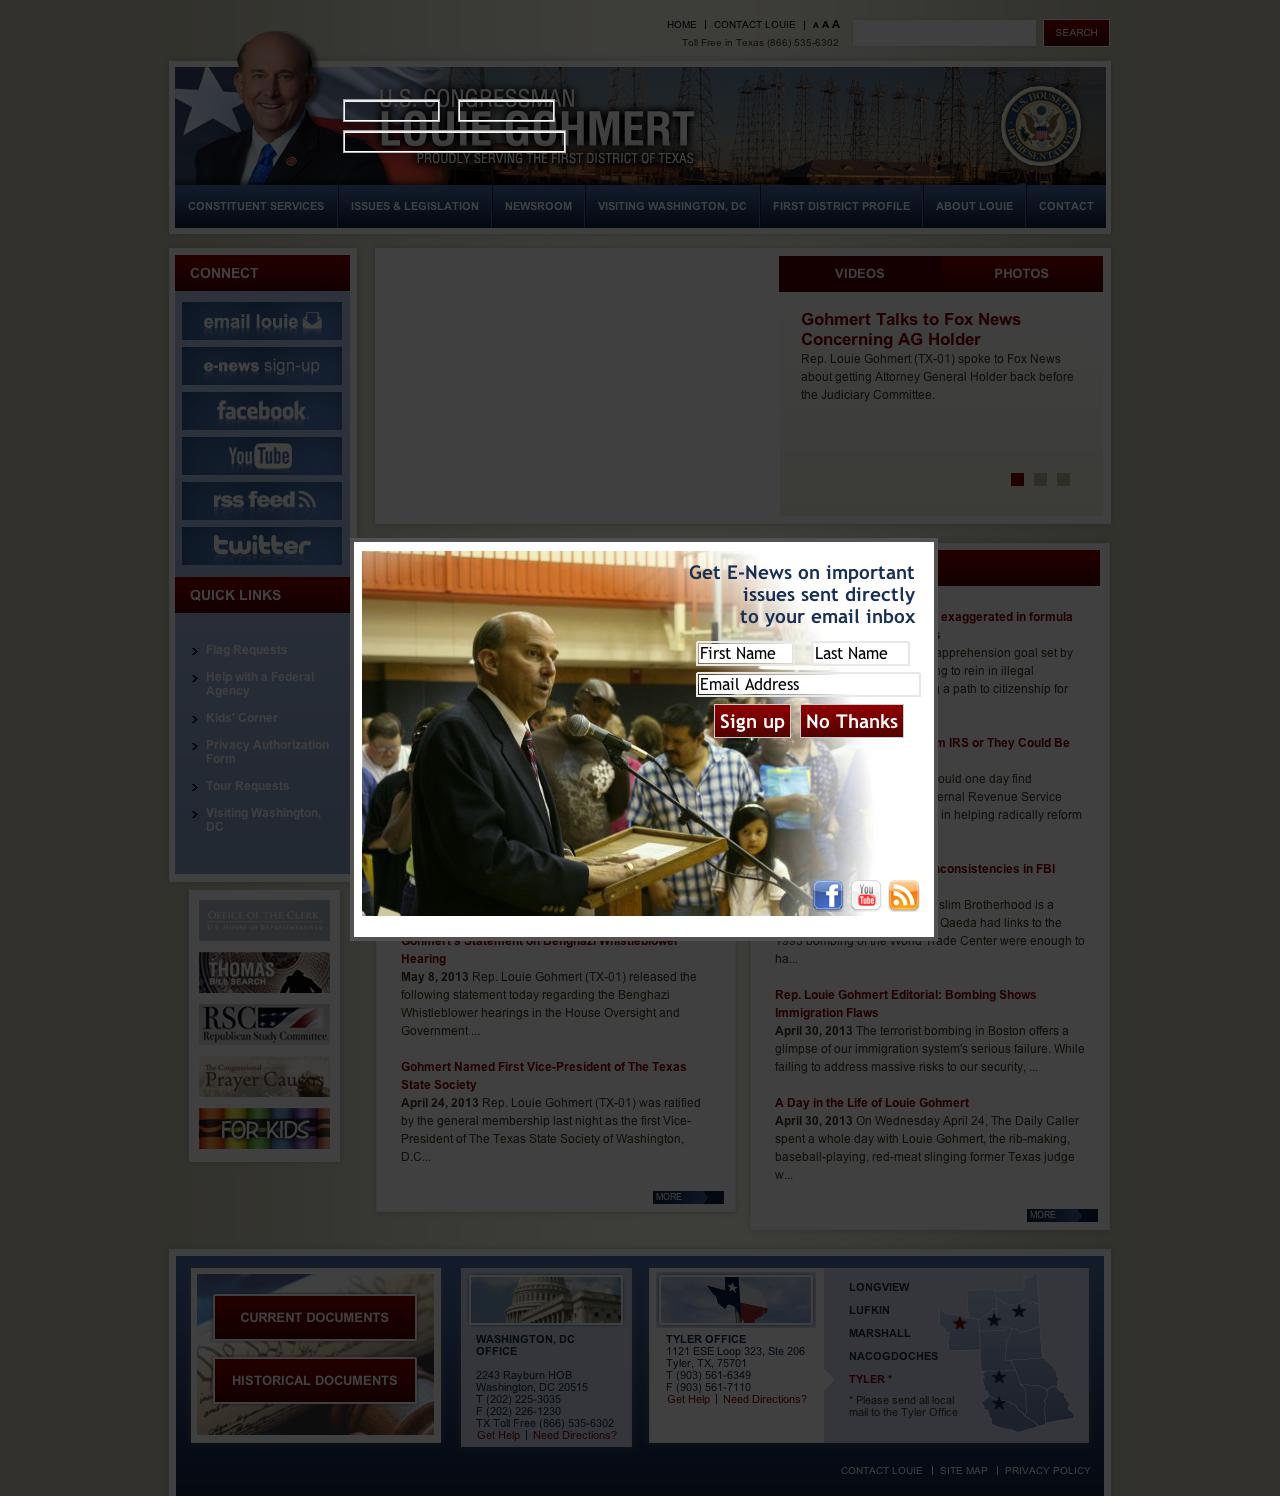 HOME | CONTACT LOUIE | A A A
SEARCH
Toll Free in Texas (866) 535-6302
U.S. CONGRESSMAN
LOUIE GOHMERT
PROUDLY SERVING THE FIRST DISTRICT OF TEXAS
U.S. HOUSE OF REPRESENTATIVES
CONSTITUENT SERVICES
ISSUES & LEGISLATION
NEWSROOM
VISITING WASHINGTON, DC
FIRST DISTRICT PROFILE
ABOUT LOUIE
CONTACT
CONNECT
email louie
e-news sign-up
facebook
YouTube
rss feed
twitter
QUICK LINKS
Flag Requests
Help with a Federal
Agency
Kids' Corner
Privacy Authorization
Form
Tour Requests
Visiting Washington,
DC
OFFICE OF THE CLERK
U.S. HOUSE OF REPRESENTATIVES
THOMAS
BILL SEARCH
RSC
Republican Study Committee
The Congressional
Prayer Caucus
FOR KIDS
VIDEOS
PHOTOS
Gohmert Talks to Fox News
Concerning AG Holder
Rep. Louie Gohmert (TX-01) spoke to Fox News
about getting Attorney General Holder back before
the Judiciary Committee.
Get E-News on important
issues sent directly
to your email inbox
First Name
Last Name
Email Address
Sign up
No Thanks
f
You Tube
Gohmert's Statement on Benghazi Whistleblower
Hearing
May 8, 2013 Rep. Louie Gohmert (TX-01) released the
following statement today regarding the Benghazi
Whistleblower hearings in the House Oversight and
Government ...
Gohmert Named First Vice-President of The Texas
State Society
April 24, 2013 Rep. Louie Gohmert (TX-01) was ratified
by the general membership last night as the first Vice-
President of The Texas State Society of Washington,
D.C...
MORE
exaggerated in formula
apprehension goal set by
to rein in illegal
a path to citizenship for
IRS or They Could Be
one day find
Revenue Service
in helping radically reform
in FBI
Brotherhood is a
Qaeda had links to the
1993 bombing of the World Trade Center were enough to
ha...
Rep. Louie Gohmert Editorial: Bombing Shows
Immigration Flaws
April 30, 2013 The terrorist bombing in Boston offers a
glimpse of our immigration system's serious failure. While
failing to address massive risks to our security, ...
A Day in the Life of Louie Gohmert
April 30, 2013 On Wednesday April 24, The Daily Caller
spent a whole day with Louie Gohmert, the rib-making,
baseball-playing, red-meat slinging former Texas judge
w...
MORE
CURRENT DOCUMENTS
HISTORICAL DOCUMENTS
WASHINGTON, DC
OFFICE
2243 Rayburn HOB
Washington, DC 20515
T (202) 225-3035
F (202) 226-1230
TX Toll Free (866) 535-6302
Get Help | Need Directions?
TYLER OFFICE
1121 ESE Loop 323, Ste 206
Tyler, TX, 75701
T (903) 561-6349
F (903) 561-7110
Get Help | Need Directions?
LONGVIEW
LUFKIN
MARSHALL
NACOGDOCHES
TYLER *
* Please send all local
mail to the Tyler Office
CONTACT LOUIE | SITE MAP | PRIVACY POLICY